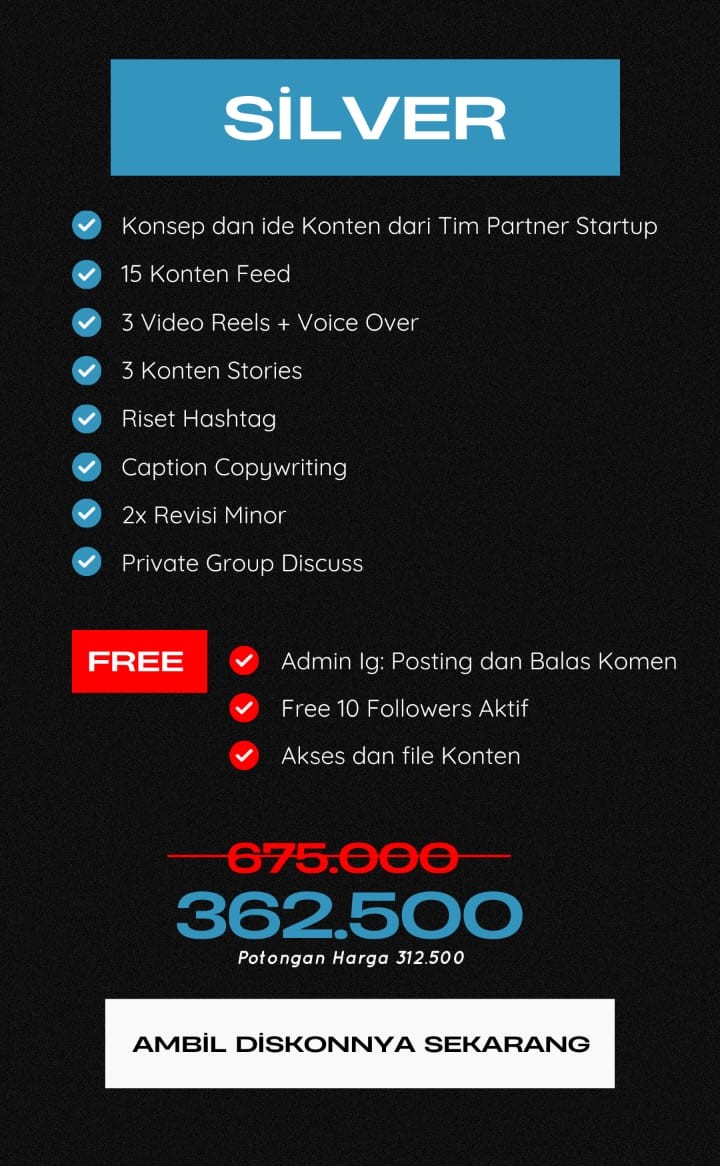 SİLVER
Konsep dan ide Konten dari Tim Partner Startup
15 Konten Feed
3 Video Reels + Voice Over
3 Konten Stories
Riset Hashtag
Caption Copywriting
2x Revisi Minor
Private Group Discuss
FREE
Admin Ig: Posting dan Balas Komen
Free 10 Followers Aktif
Akses dan file Konten
675.000
362.500
Potongan Harga 312.500
AMBİL DİSKONNYA SEKARANG